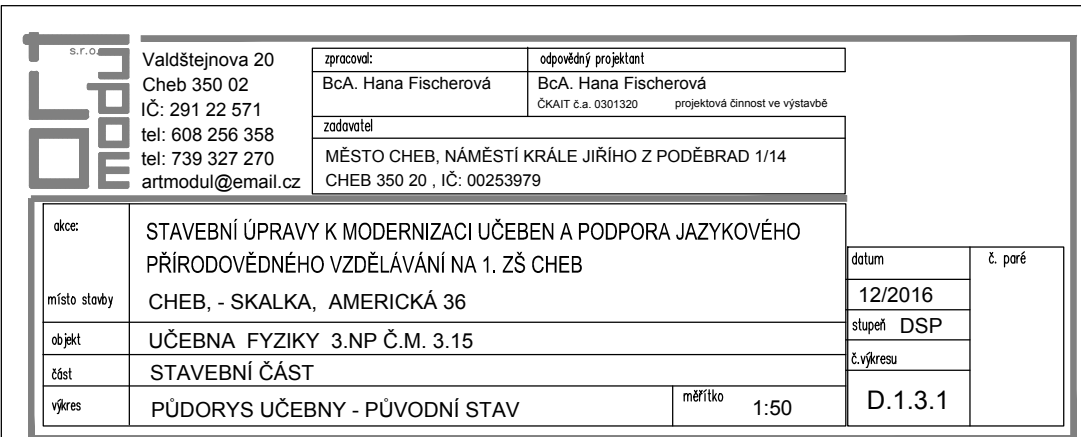 s.r.o.
Valdštejnova 20
Cheb 350 02
IČ: 291 22 571
tel: 608 256 358
tel: 739 327 270
artmodul@email.cz
zpracoval:
BcA. Hana Fischerová
odpovědný projektant
BcA. Hana Fischerová
ČKAIT č.a. 0301320 projektová činnost ve výstavbě
zadavatel
MĚSTO CHEB, NÁMĚSTÍ KRÁLE JIŘÍHO Z PODĚBRAD 1/14
CHEB 350 20 , IČ: 00253979
akce:
STAVEBNÍ ÚPRAVY K MODERNIZACI UČEBEN A PODPORA JAZYKOVÉHO
PŘÍRODOVĚDNÉHO VZDĚLÁVÁNÍ NA 1. ZŠ CHEB
místo stavby CHEB, - SKALKA, AMERICKÁ 36
objekt UČEBNA FYZIKY 3.NP Č.M. 3.15
část STAVEBNÍ ČÁST
výkres PŮDORYS UČEBNY - PŮVODNÍ STAV
měřítko 1:50
datum
12/2016
stupeň DSP
č.výkresu
D.1.3.1
č. paré